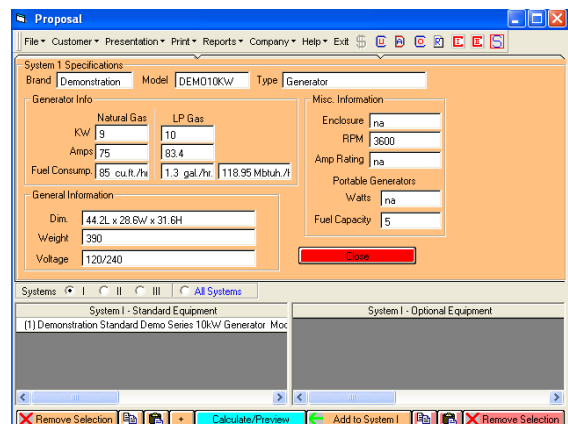 Proposal
File Customer Presentation Print Reports Company Help Exit
System 1 Specifications
Brand Demonstration Model DEMO10KW Type Generator
Generator Info
Natural Gas LP Gas
KW 9 10
Amps 75 83.4
Fuel Consump. 85 cu.ft./hr 1.3 gal./hr. 118.95 Mbtuh./H
Misc. Information
Enclosure na
RPM 3600
Amp Rating na
Portable Generators
Watts na
Fuel Capacity 5
General Information
Dim. 44.2L x 28.6W x 31.6H
Weight 390
Voltage 120/240
Close
Systems I II III All Systems
System I - Standard Equipment
(1) Demonstration Standard Demo Series 10kW Generator Moc
System I - Optional Equipment
Remove Selection + Calculate/Preview Add to System I Remove Selection